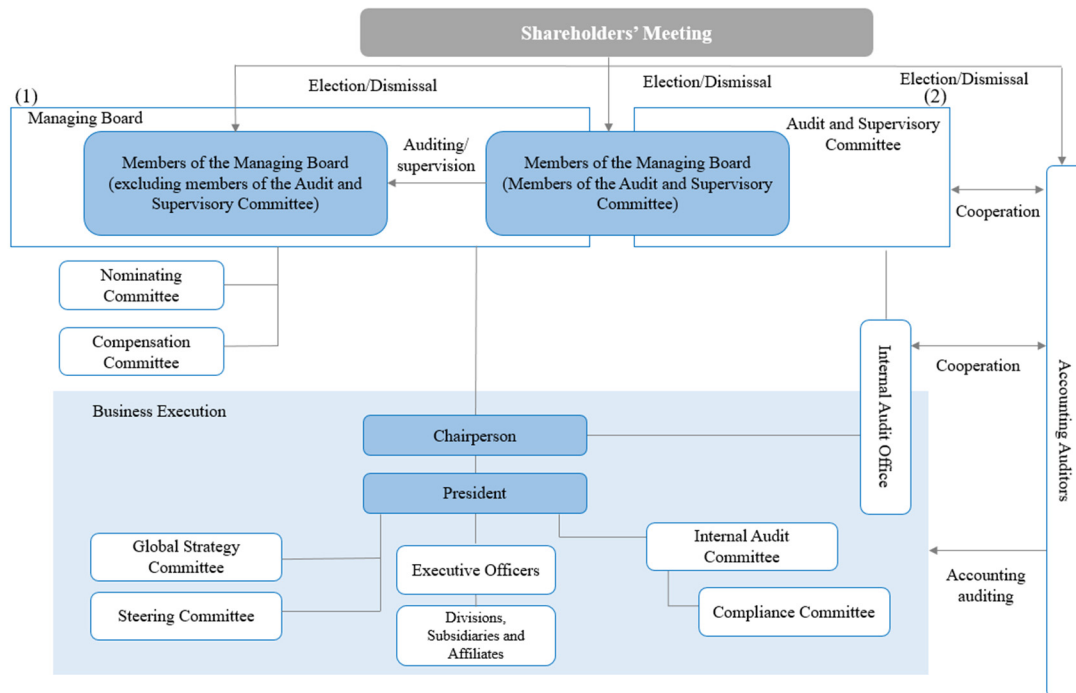 Shareholders’ Meeting
Election/Dismissal
Election/Dismissal
Election/Dismissal
(1)
(2)
Managing Board
Audit and Supervisory
Committee
Members of the Managing Board
(excluding members of the Audit and
Supervisory Committee)
Auditing/
supervision
Members of the Managing Board
(Members of the Audit and Supervisory
Committee)
Cooperation
Nominating
Committee
Compensation
Committee
Internal Audit Office
Cooperation
Accounting Auditors
Business Execution
Chairperson
President
Global Strategy
Committee
Steering Committee
Executive Officers
Divisions,
Subsidiaries and
Affiliates
Internal Audit
Committee
Compliance Committee
Accounting
auditing